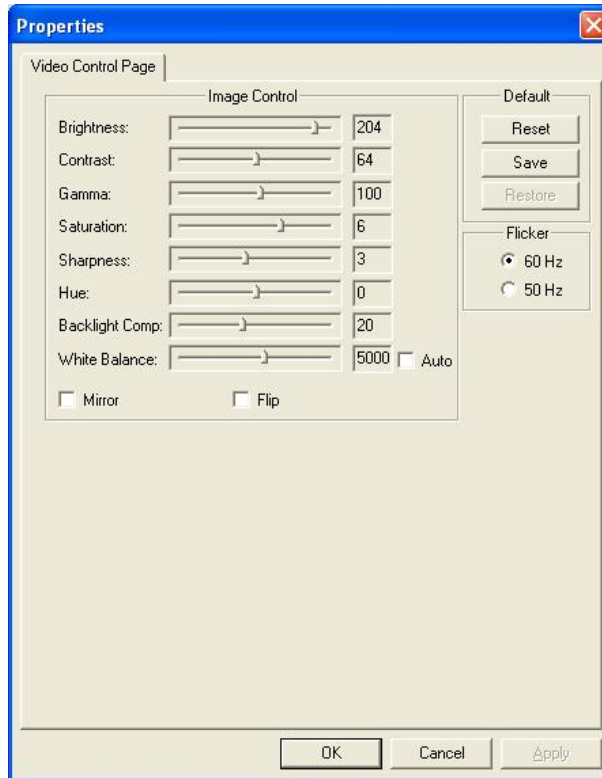 Properties
Video Control Page
Image Control
Brightness: 204
Contrast: 64
Gamma: 100
Saturation: 6
Sharpness: 3
Hue: 0
Backlight Comp: 20
White Balance: 5000 Auto
Mirror Flip
Default
Reset
Save
Restore
Flicker
60 Hz
50 Hz
OK Cancel Apply